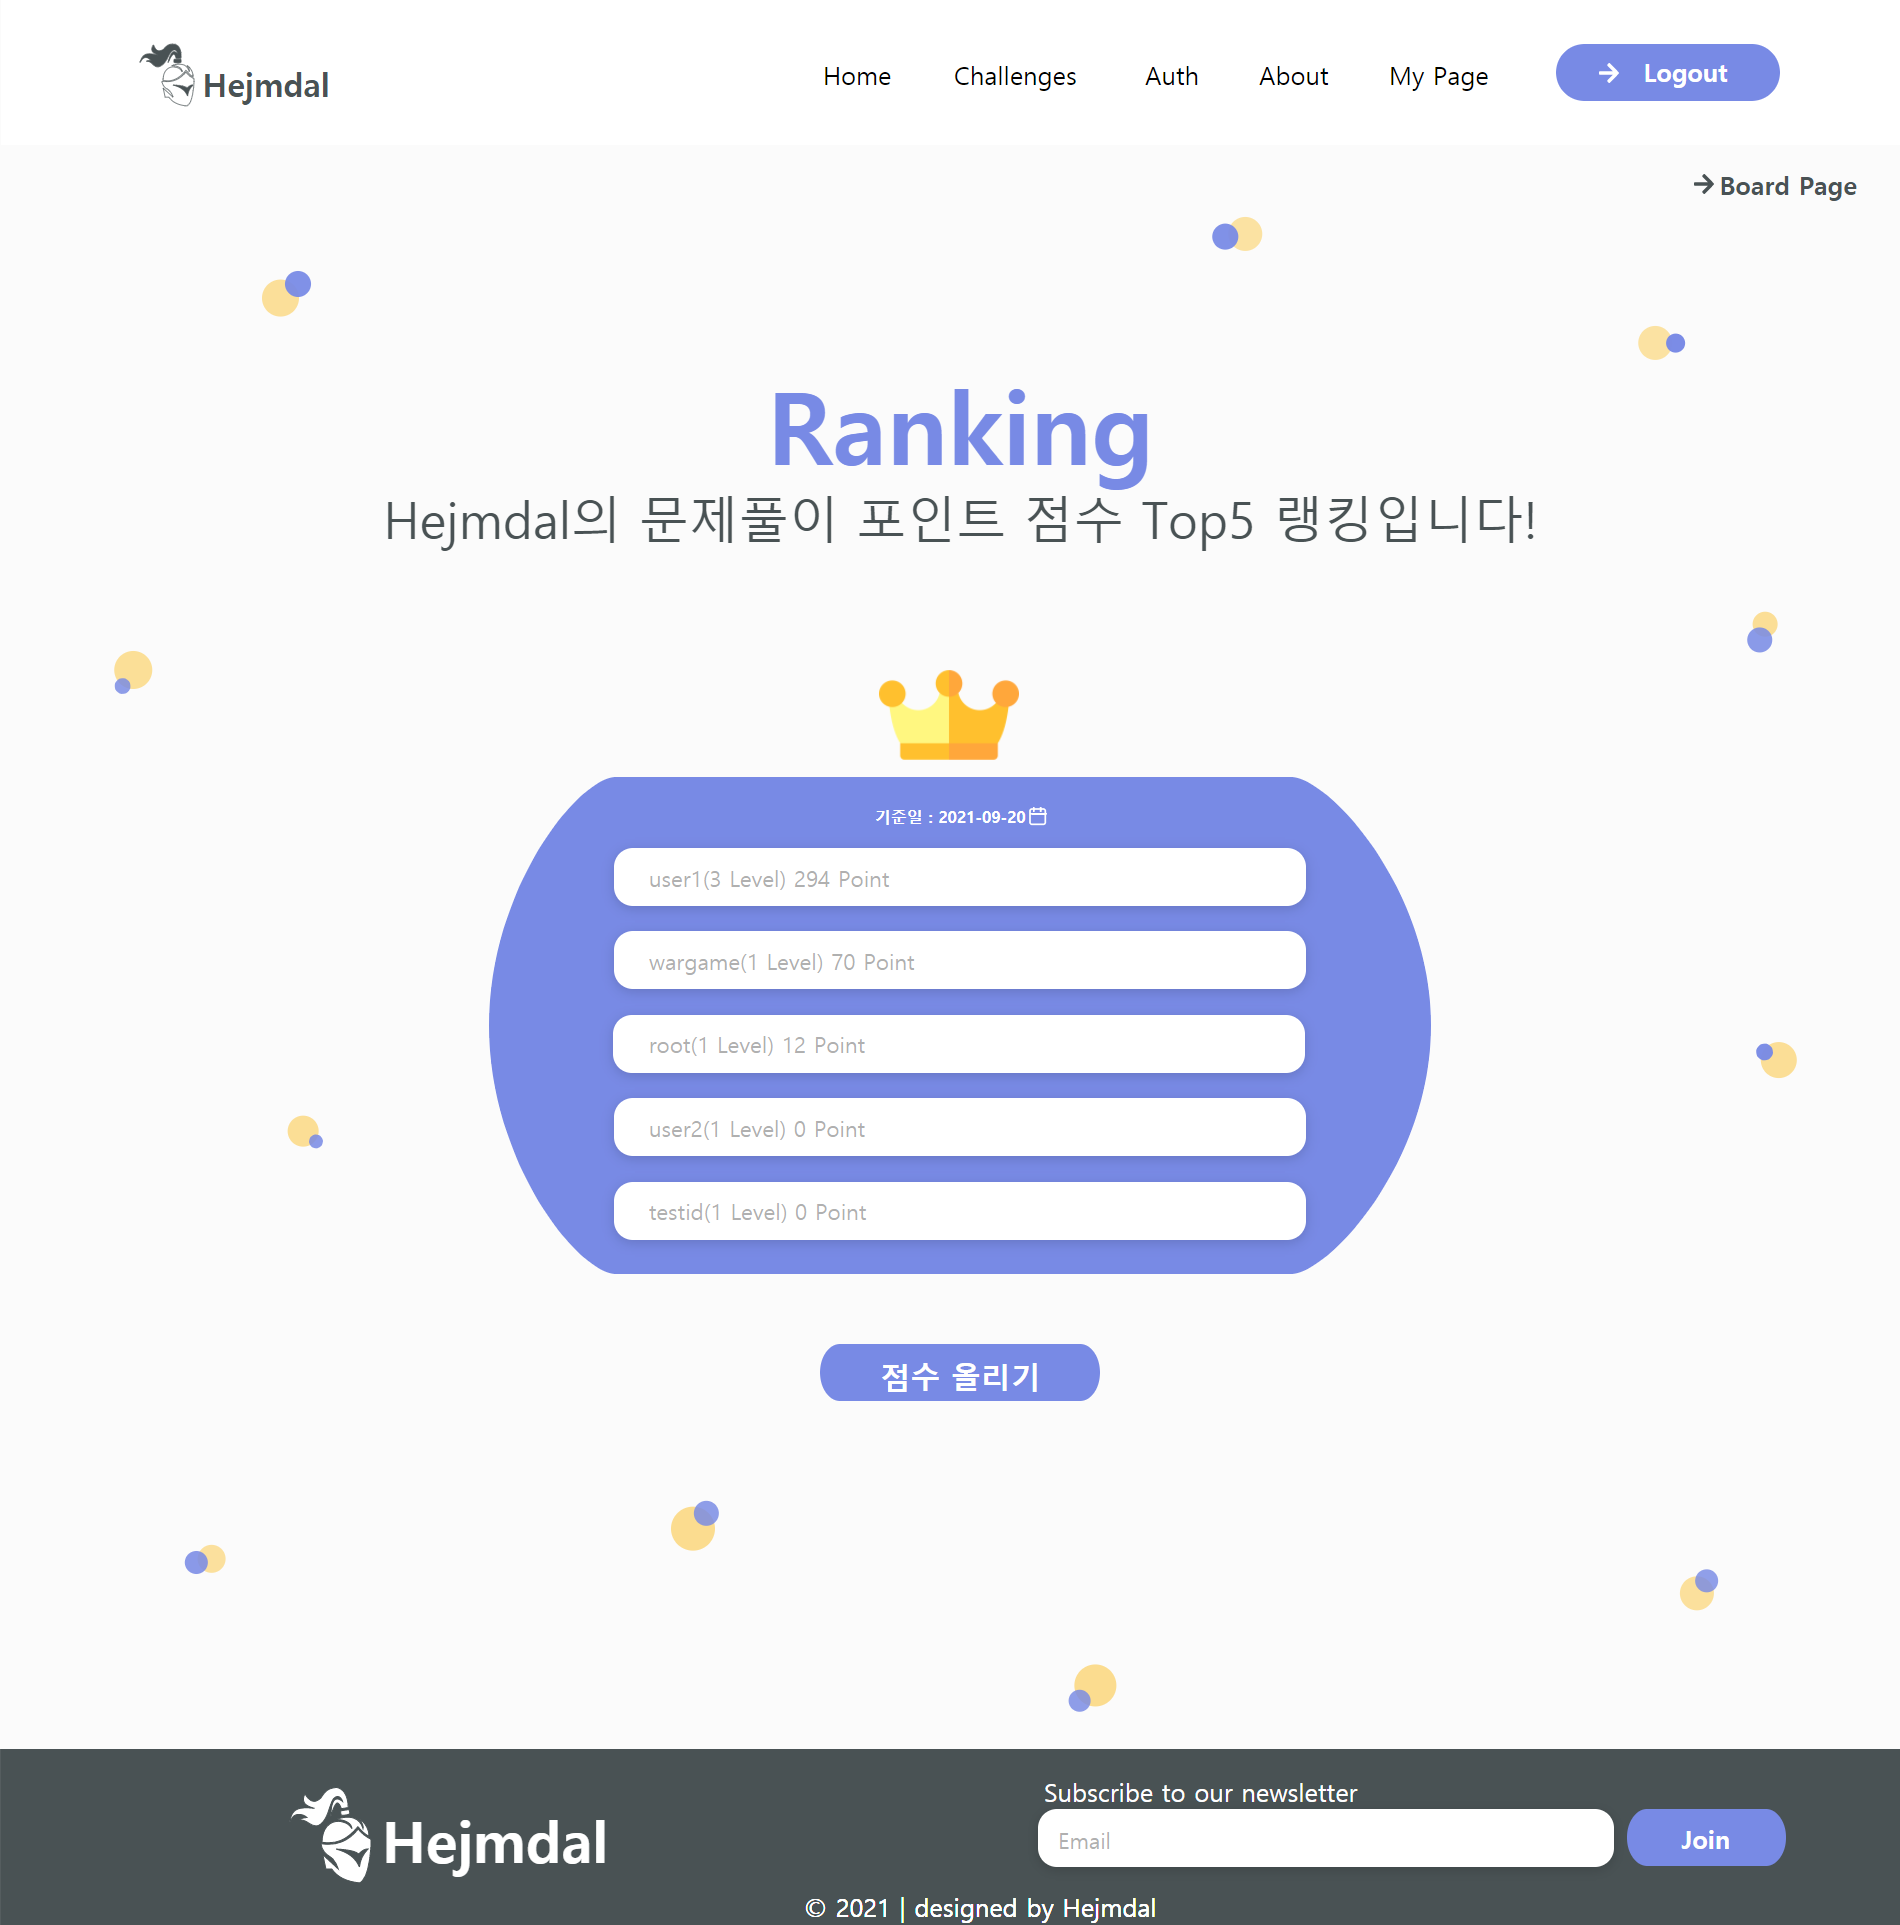 Hejmdal
Home Challenges Auth About My Page Logout
Board Page
Ranking
Hejmdal의 문제풀이 포인트 점수 Top5 랭킹입니다!
기준일 : 2021-09-20
user1(3 Level) 294 Point
wargame(1 Level) 70 Point
root(1 Level) 12 Point
user2(1 Level) 0 Point
testid(1 Level) 0 Point
점수 올리기
Hejmdal
Subscribe to our newsletter
Email
Join
© 2021 | designed by Hejmdal